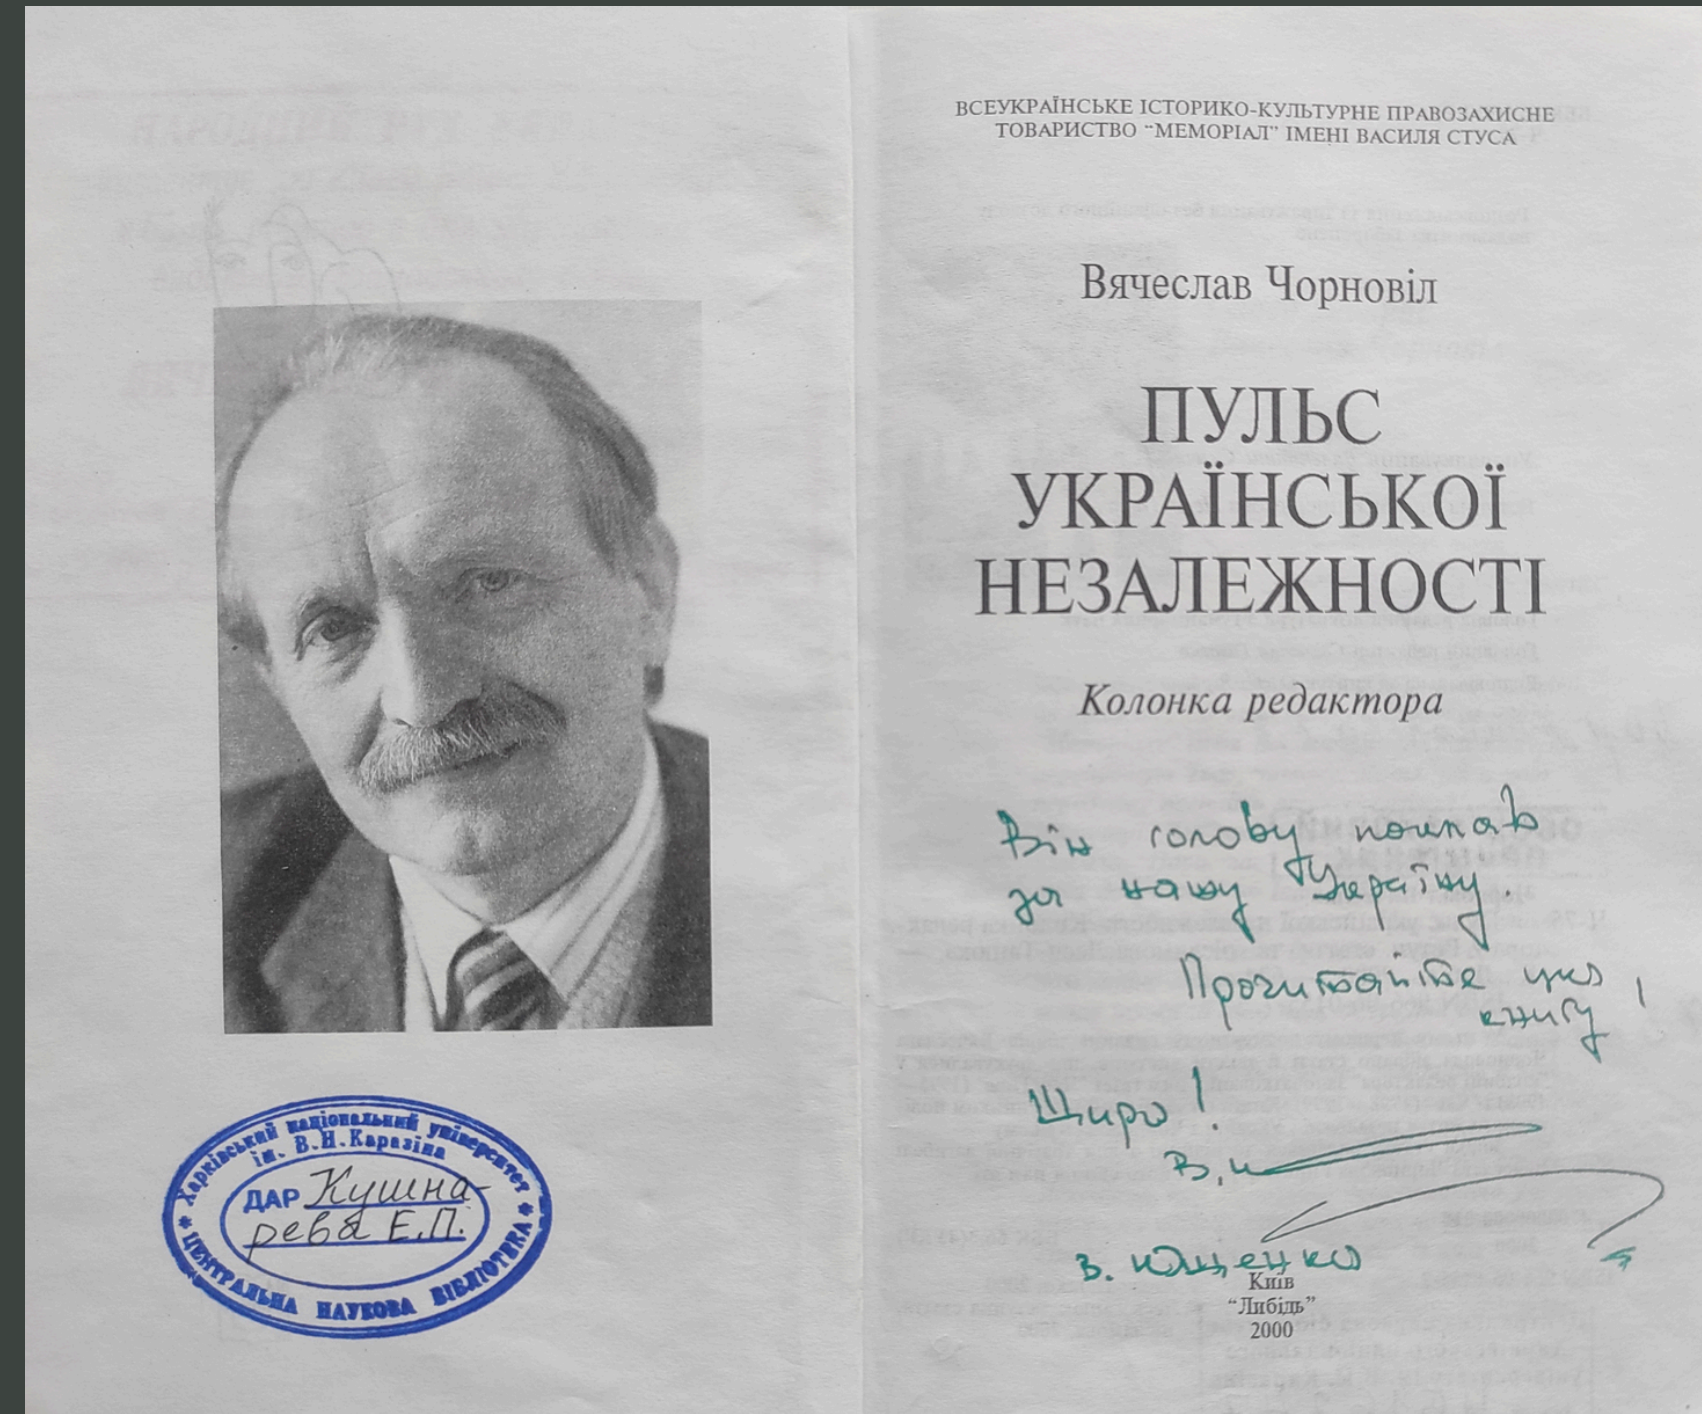 Харківський національний університет
ім. В.Н.Каразіна
ДАР Кушна-
рева Е.П.
ЦЕНТРАЛЬНА НАУКОВА БІБЛІОТЕКА
ВСЕУКРАЇНСЬКЕ ІСТОРИКО-КУЛЬТУРНЕ ПРАВОЗАХИСНЕ
ТОВАРИСТВО “МЕМОРІАЛ” ІМЕНІ ВАСИЛЯ СТУСА
Вячеслав Чорновіл
ПУЛЬС
УКРАЇНСЬКОЇ
НЕЗАЛЕЖНОСТІ
Колонка редактора
Він голову поклав
за нашу Україну.
Прочитайте цю
книгу!
Щиро!
В.
В. Ющенко
Київ
“Либідь”
2000